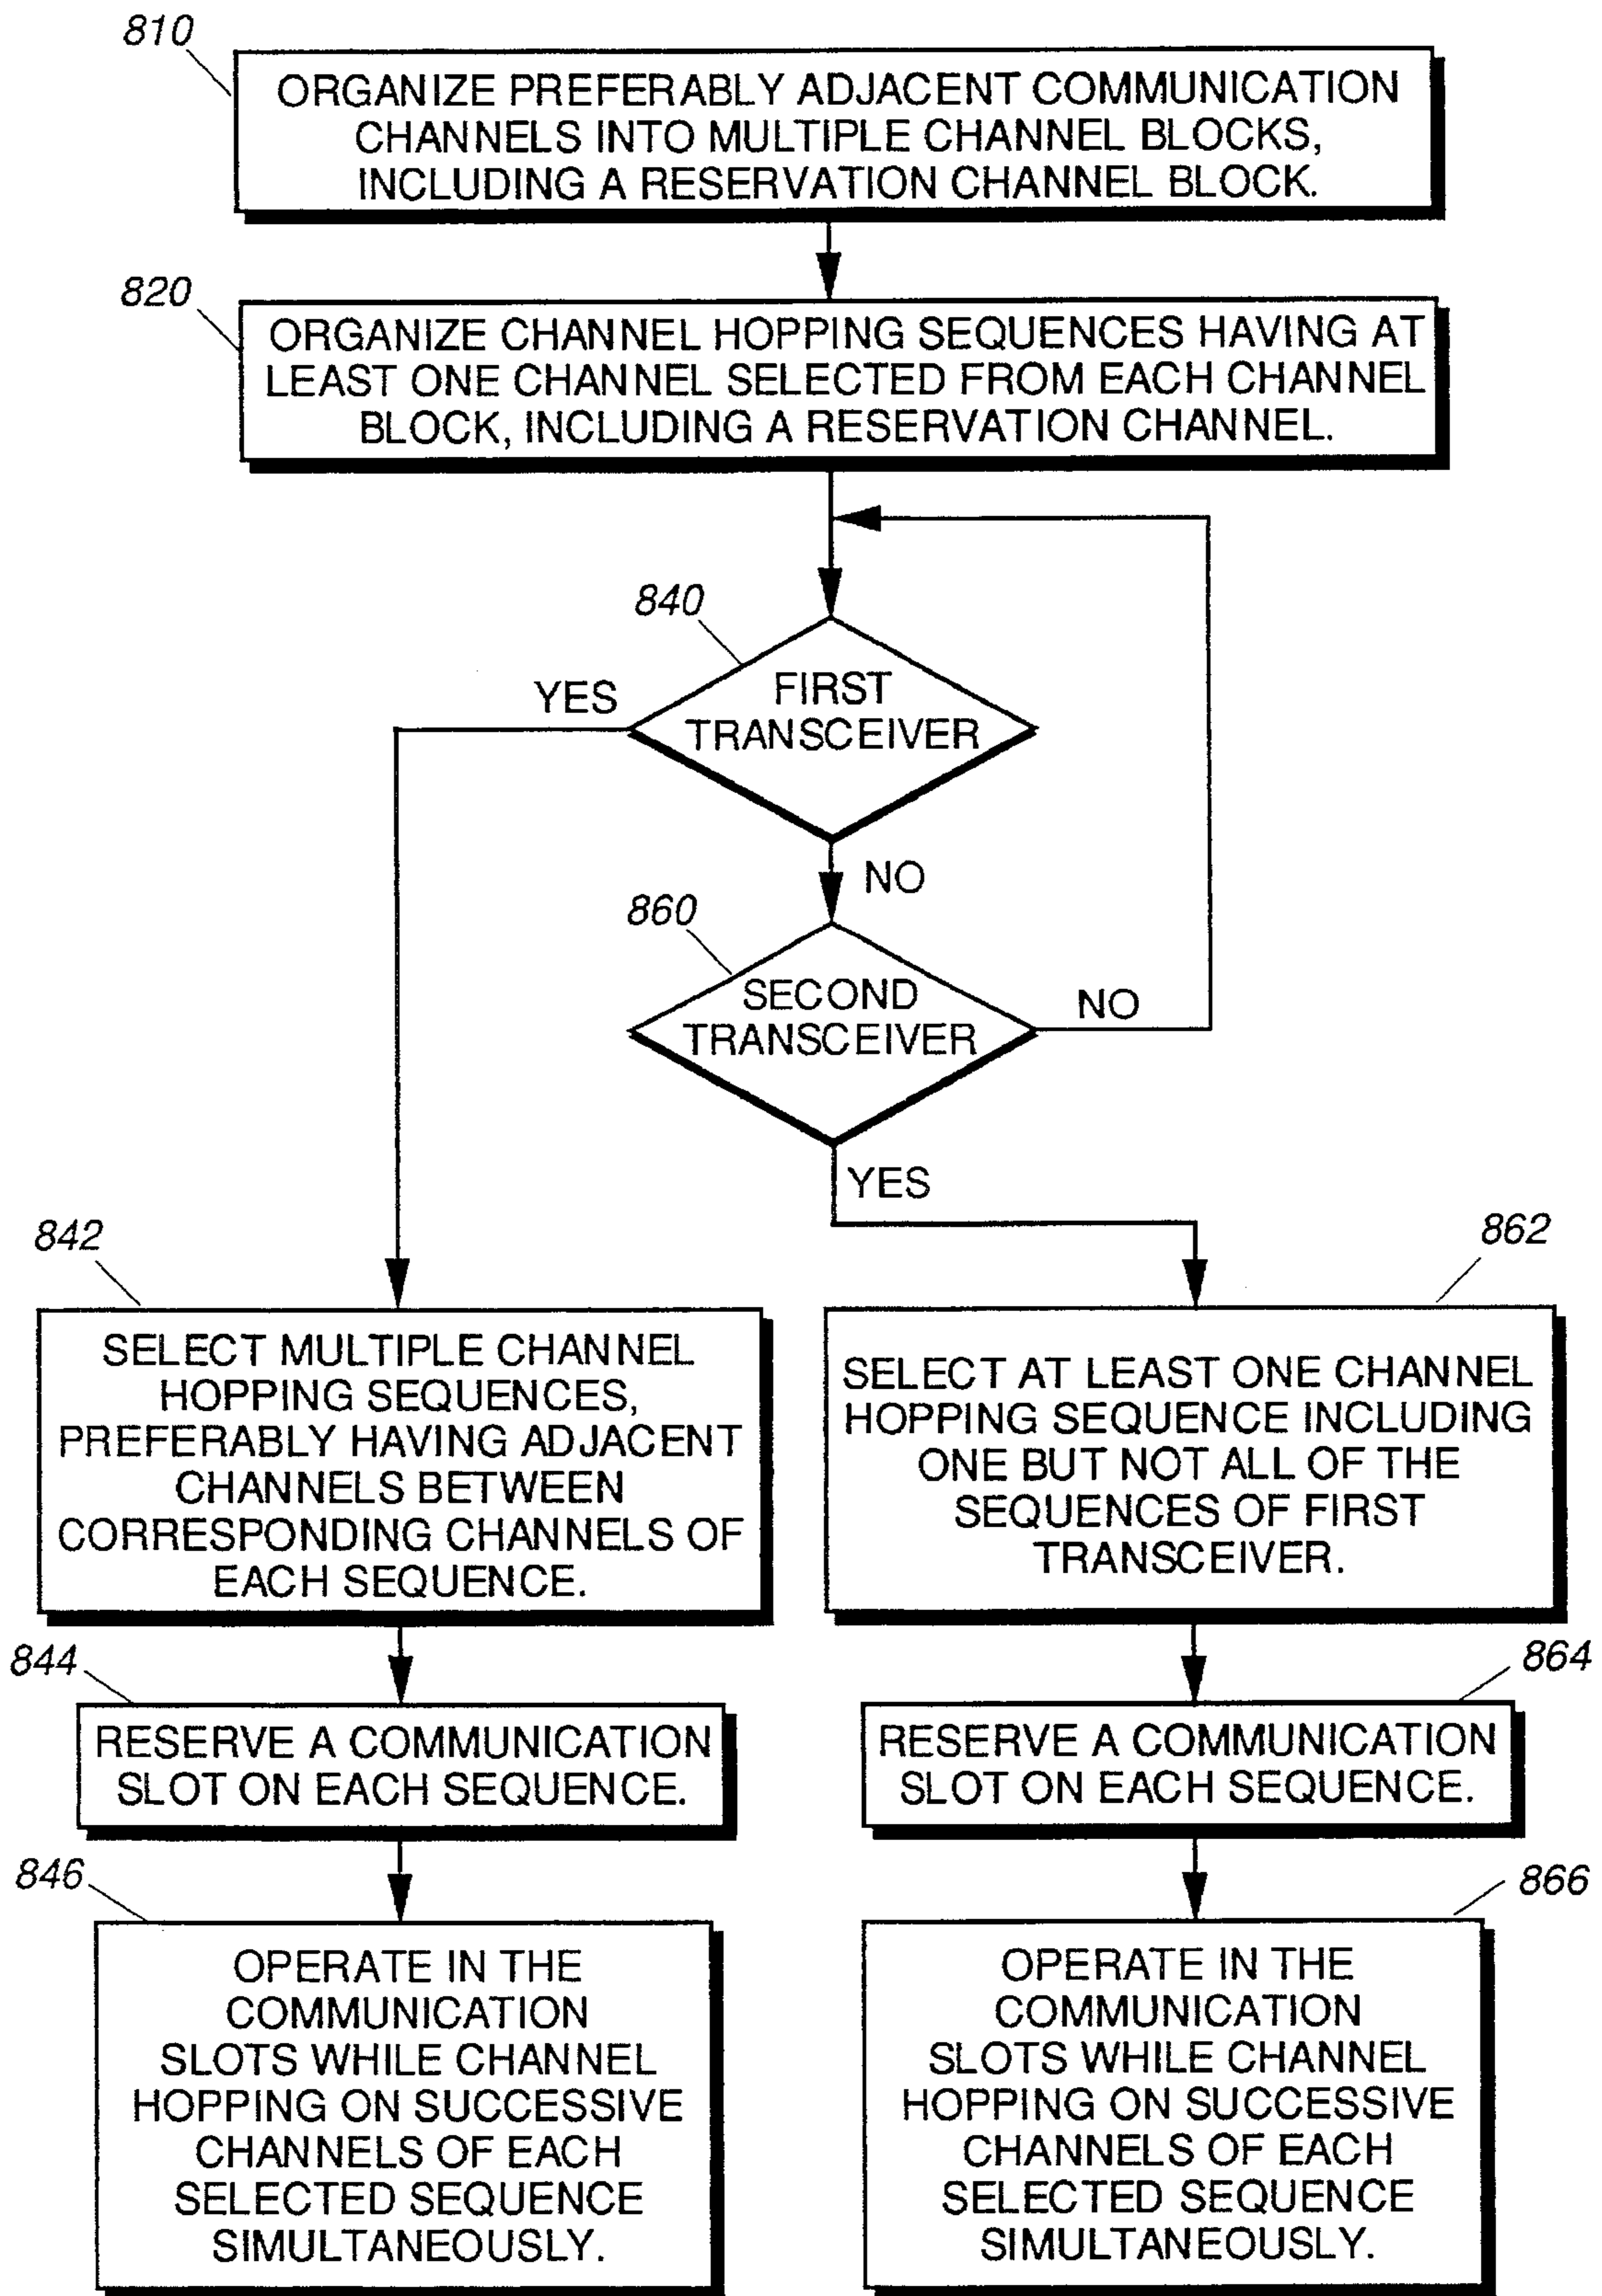 810
ORGANIZE PREFERABLY ADJACENT COMMUNICATION
CHANNELS INTO MULTIPLE CHANNEL BLOCKS,
INCLUDING A RESERVATION CHANNEL BLOCK.
820
ORGANIZE CHANNEL HOPPING SEQUENCES HAVING AT
LEAST ONE CHANNEL SELECTED FROM EACH CHANNEL
BLOCK, INCLUDING A RESERVATION CHANNEL.
840
YES
FIRST
TRANSCEIVER
NO
860
SECOND
TRANSCEIVER
NO
YES
842
SELECT MULTIPLE CHANNEL
HOPPING SEQUENCES,
PREFERABLY HAVING ADJACENT
CHANNELS BETWEEN
CORRESPONDING CHANNELS OF
EACH SEQUENCE.
862
SELECT AT LEAST ONE CHANNEL
HOPPING SEQUENCE INCLUDING
ONE BUT NOT ALL OF THE
SEQUENCES OF FIRST
TRANSCEIVER.
844
RESERVE A COMMUNICATION
SLOT ON EACH SEQUENCE.
864
RESERVE A COMMUNICATION
SLOT ON EACH SEQUENCE.
846
OPERATE IN THE
COMMUNICATION
SLOTS WHILE CHANNEL
HOPPING ON SUCCESSIVE
CHANNELS OF EACH
SELECTED SEQUENCE
SIMULTANEOUSLY.
866
OPERATE IN THE
COMMUNICATION
SLOTS WHILE CHANNEL
HOPPING ON SUCCESSIVE
CHANNELS OF EACH
SELECTED SEQUENCE
SIMULTANEOUSLY.